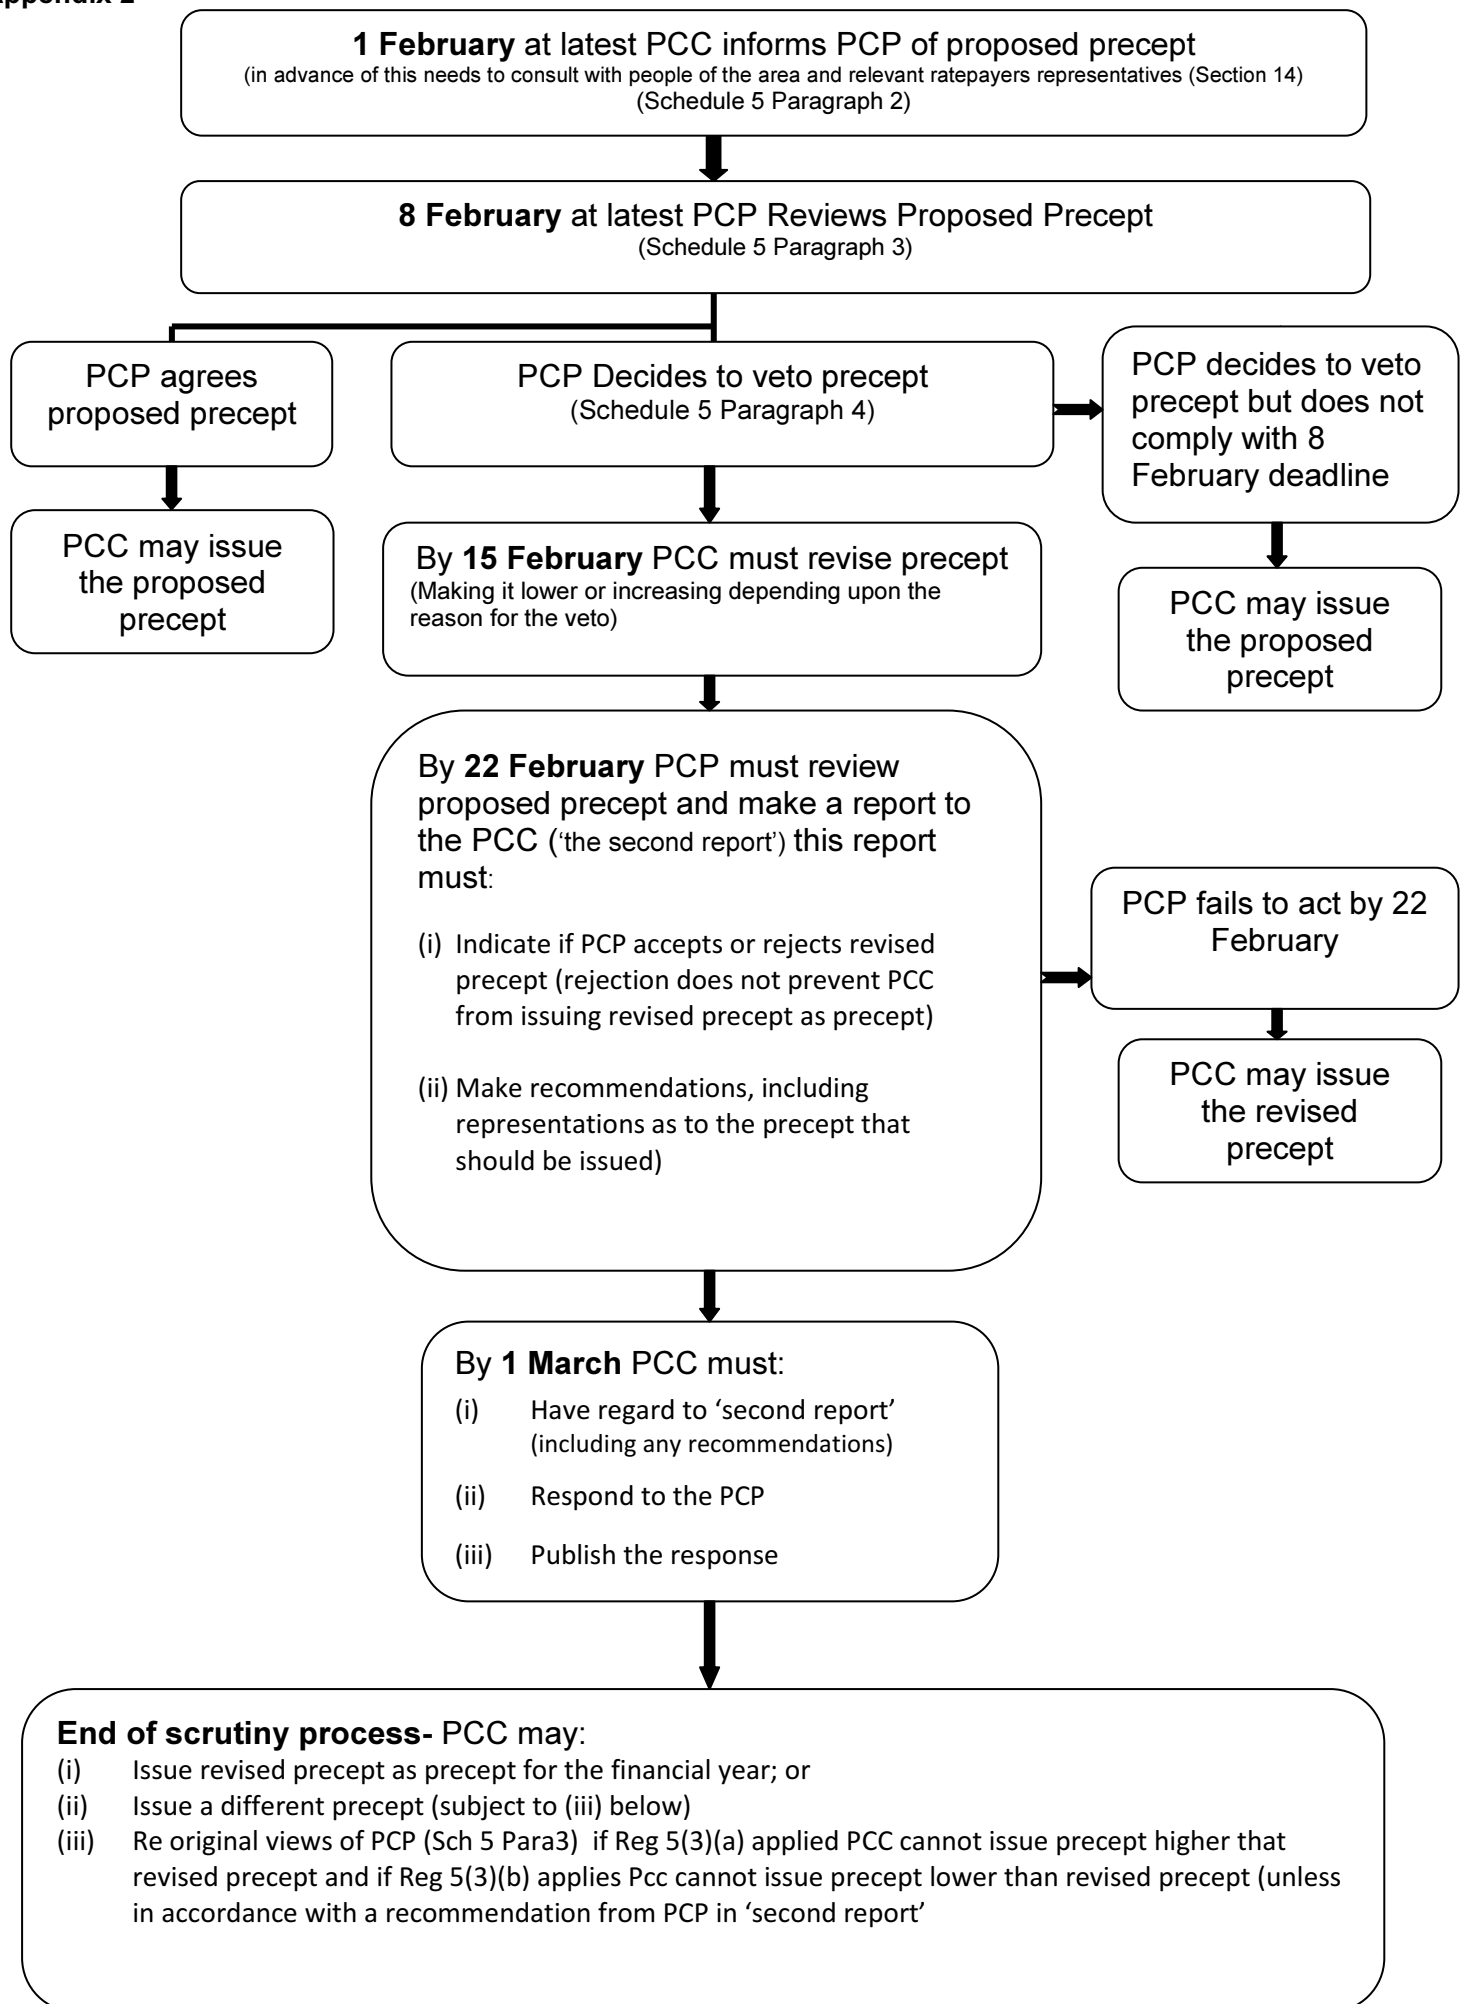 Appendix 2
1 February at latest PCC informs PCP of proposed precept
(in advance of this needs to consult with people of the area and relevant ratepayers representatives (Section 14)
(Schedule 5 Paragraph 2)
8 February at latest PCP Reviews Proposed Precept
(Schedule 5 Paragraph 3)
PCP agrees
proposed precept
PCP Decides to veto precept
(Schedule 5 Paragraph 4)
PCP decides to veto
precept but does not
comply with 8
February deadline
PCC may issue
the proposed
precept
By 15 February PCC must revise precept
(Making it lower or increasing depending upon the
reason for the veto)
PCC may issue
the proposed
precept
By 22 February PCP must review
proposed precept and make a report to
the PCC (‘the second report’) this report
must:
(i) Indicate if PCP accepts or rejects revised
precept (rejection does not prevent PCC
from issuing revised precept as precept)
(ii) Make recommendations, including
representations as to the precept that
should be issued)
PCP fails to act by 22
February
PCC may issue
the revised
precept
By 1 March PCC must:
(i) Have regard to ‘second report’
(including any recommendations)
(ii) Respond to the PCP
(iii) Publish the response
End of scrutiny process- PCC may:
(i) Issue revised precept as precept for the financial year; or
(ii) Issue a different precept (subject to (iii) below)
(iii) Re original views of PCP (Sch 5 Para3) if Reg 5(3)(a) applied PCC cannot issue precept higher that
revised precept and if Reg 5(3)(b) applies Pcc cannot issue precept lower than revised precept (unless
in accordance with a recommendation from PCP in ‘second report’